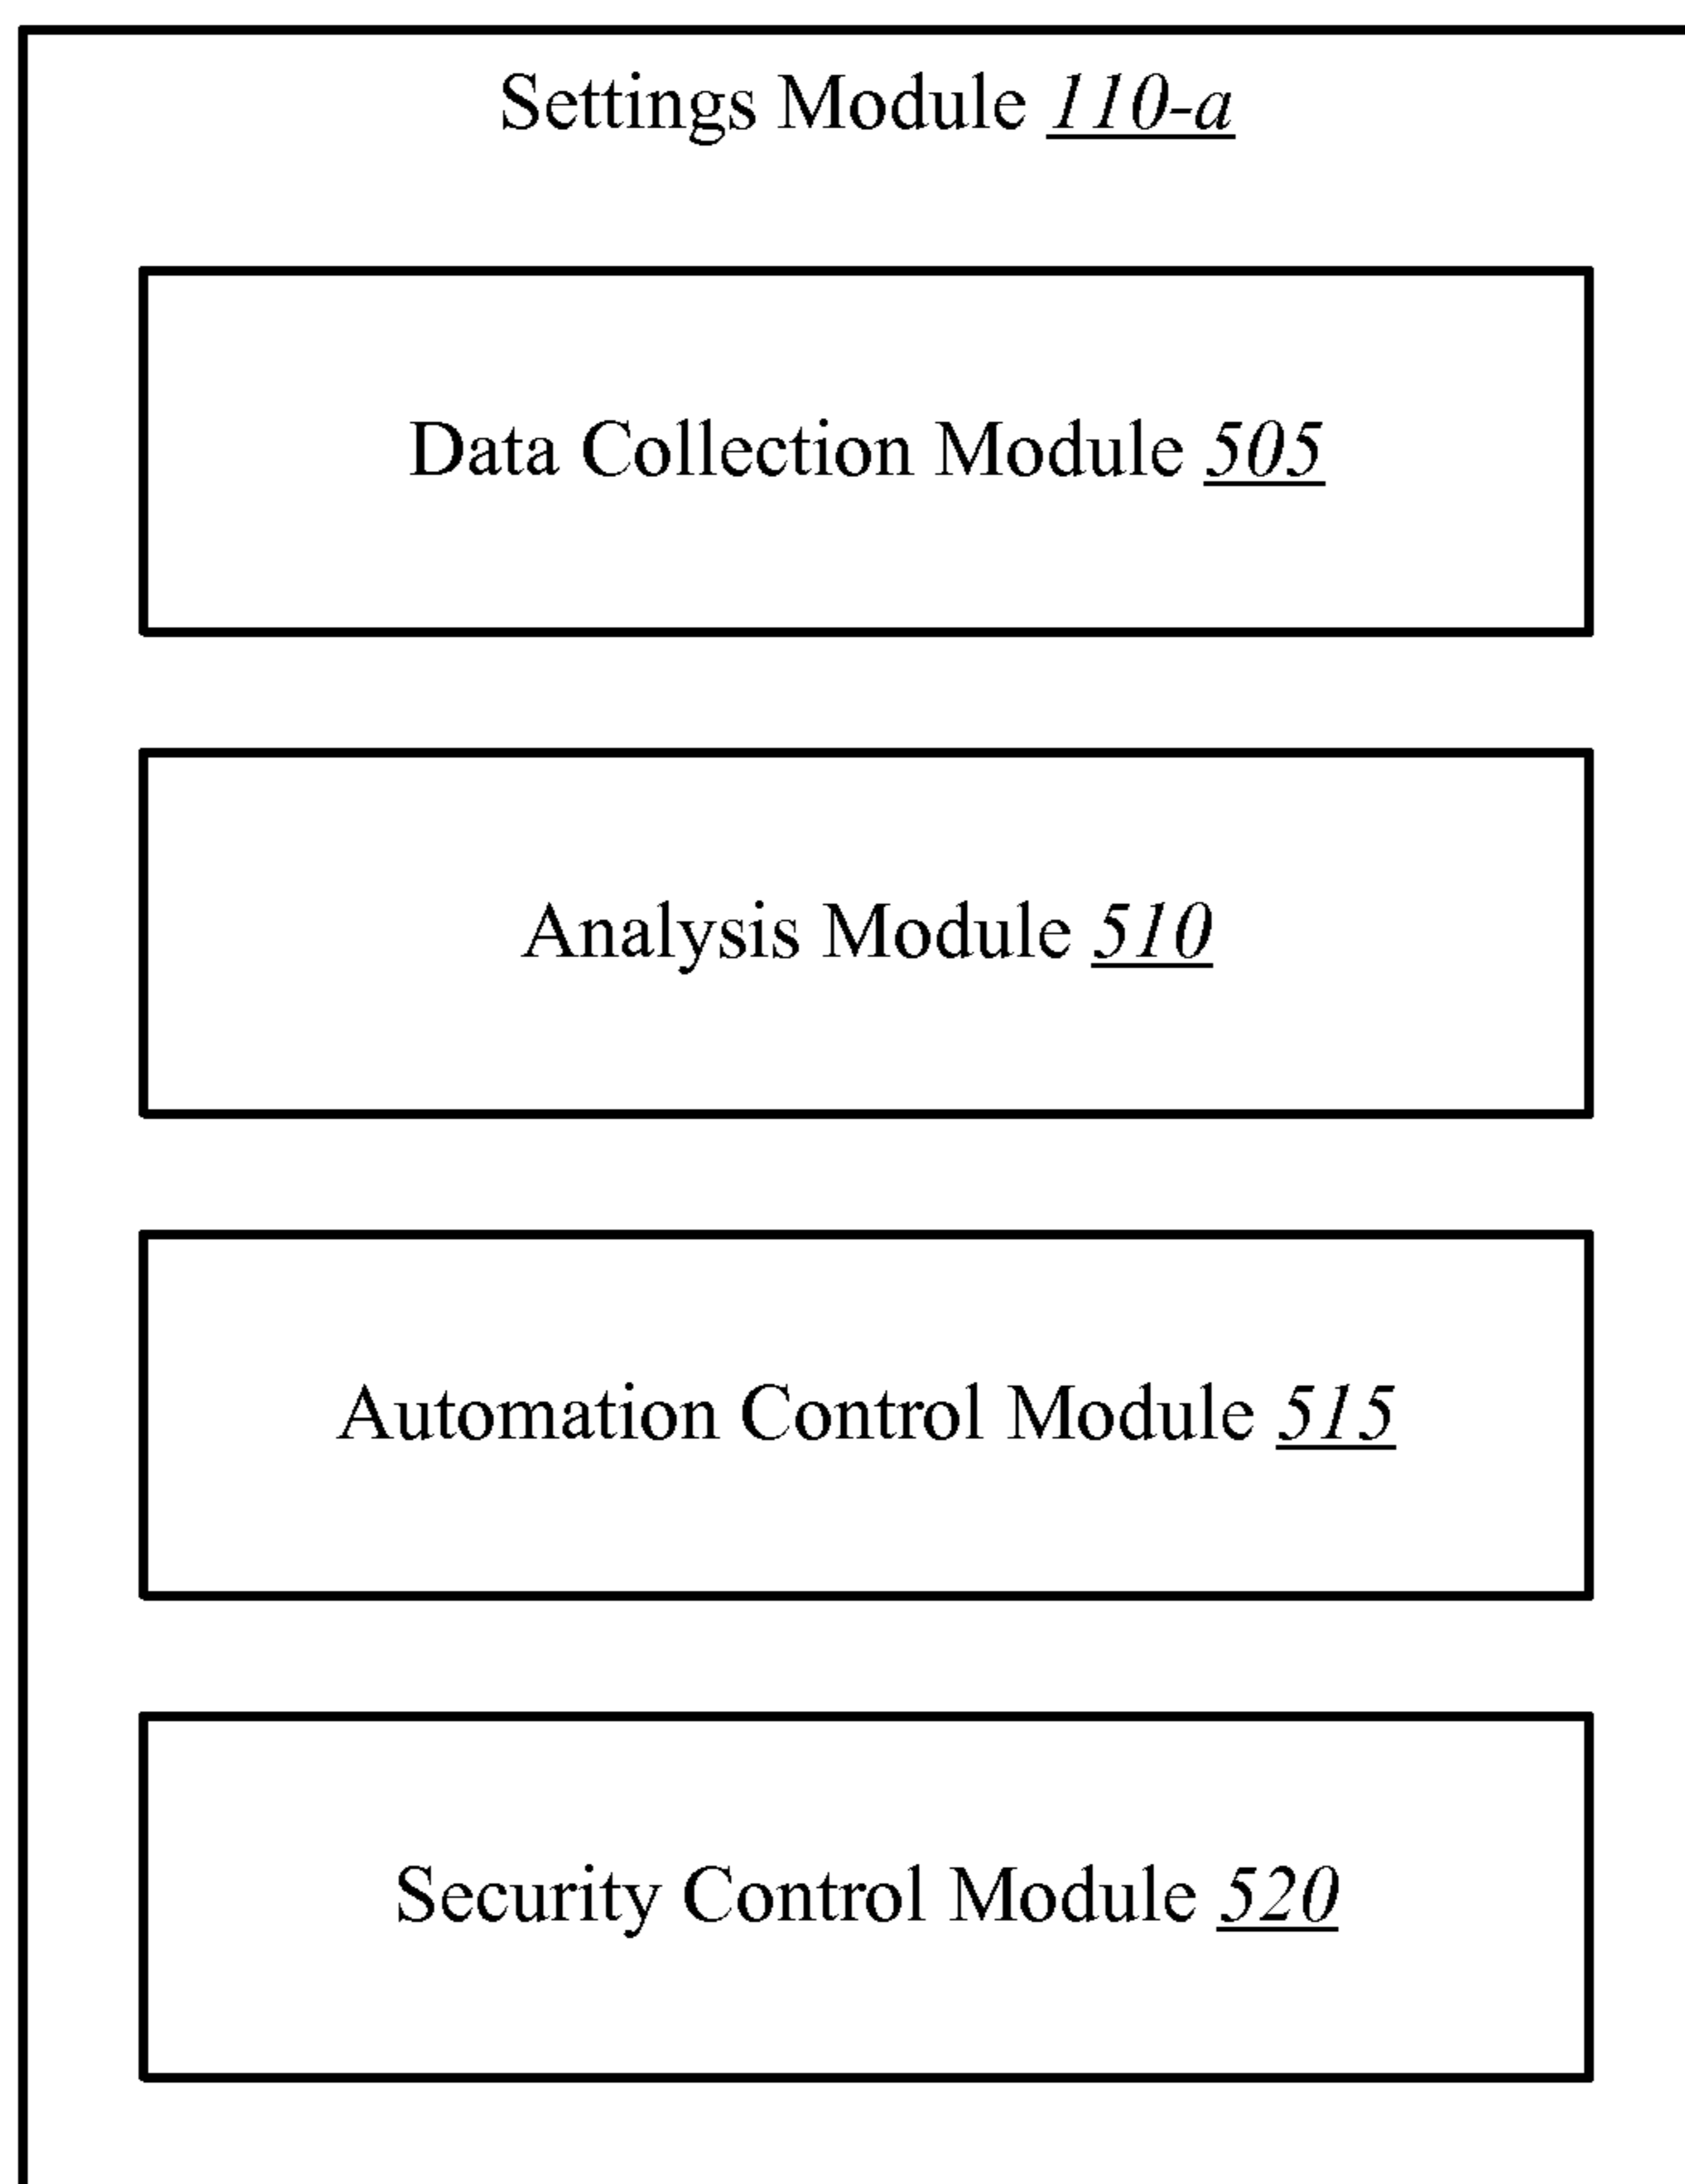 Settings Module 110-a
Data Collection Module 505
Analysis Module 510
Automation Control Module 515
Security Control Module 520